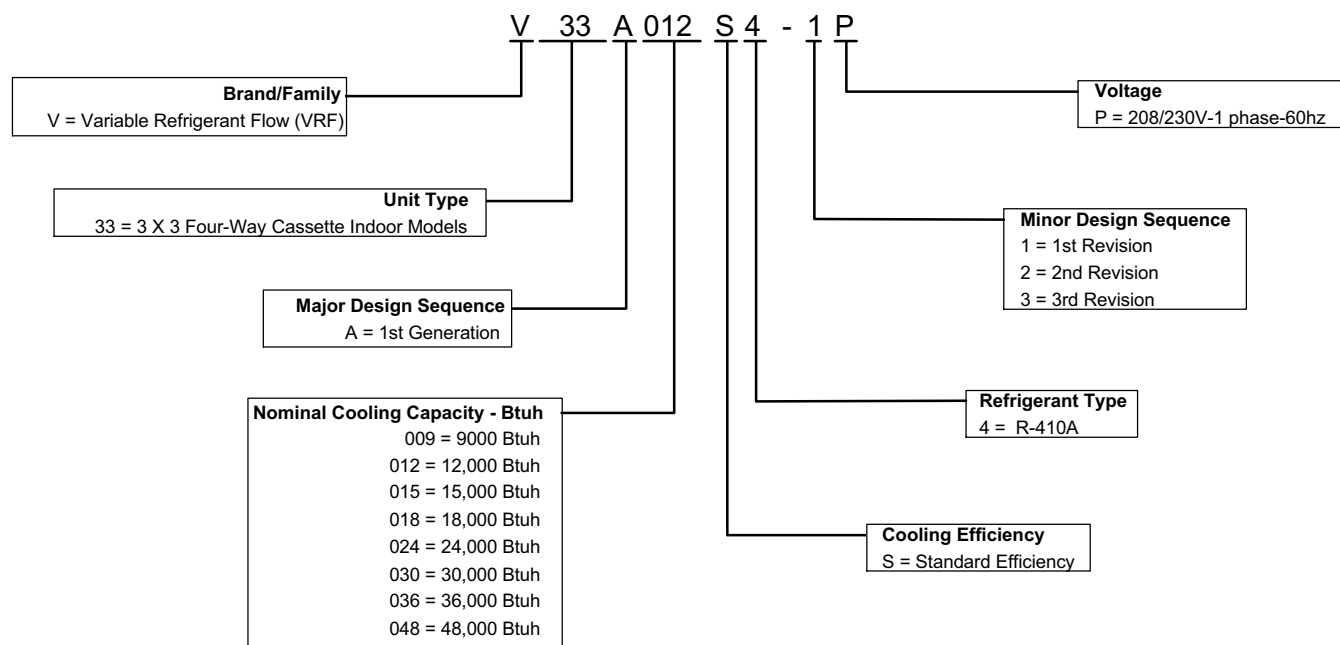 V 33 A 012 S 4 - 1 P
Brand/Family
V = Variable Refrigerant Flow (VRF)
Voltage
P = 208/230V-1 phase-60hz
Unit Type
33 = 3 X 3 Four-Way Cassette Indoor Models
Minor Design Sequence
1 = 1st Revision
2 = 2nd Revision
3 = 3rd Revision
Major Design Sequence
A = 1st Generation
Nominal Cooling Capacity - Btuh
009 = 9000 Btuh
012 = 12,000 Btuh
015 = 15,000 Btuh
018 = 18,000 Btuh
024 = 24,000 Btuh
030 = 30,000 Btuh
036 = 36,000 Btuh
048 = 48,000 Btuh
Refrigerant Type
4 = R-410A
Cooling Efficiency
S = Standard Efficiency